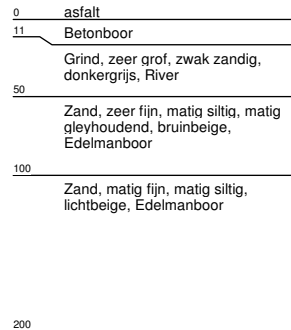 0 asfalt
11 Betonboor
Grind, zeer grof, zwak zandig,
donkergrijs, River
50
Zand, zeer fijn, matig siltig, matig
gleyhoudend, bruinbeige,
Edelmanboor
100
Zand, matig fijn, matig siltig,
lichtbeige, Edelmanboor
200